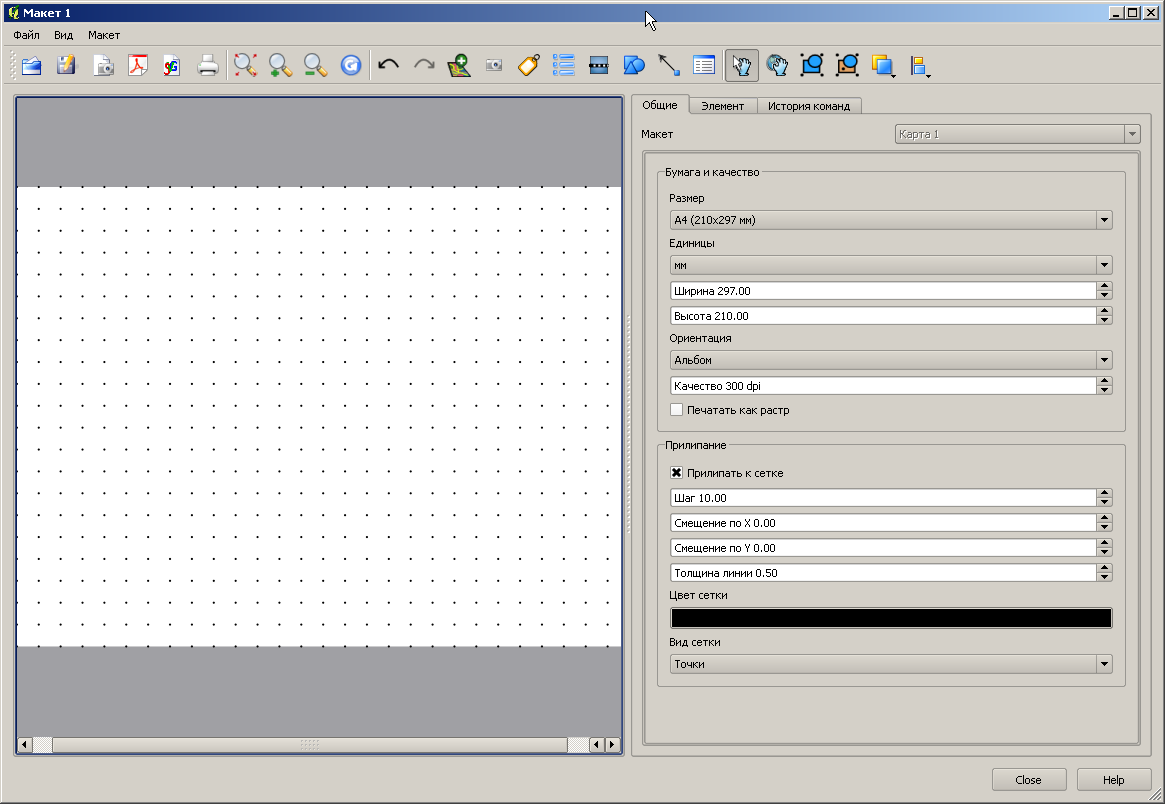 Макет 1
Файл Вид Макет
Общие Элемент История команд
Макет Карта 1
Бумага и качество
Размер
A4 (210x297 мм)
Единицы
мм
Ширина 297.00
Высота 210.00
Ориентация
Альбом
Качество 300 dpi
Печатать как растр
Прилипание
Прилипать к сетке
Шаг 10.00
Смещение по X 0.00
Смещение по Y 0.00
Толщина линии 0.50
Цвет сетки
Вид сетки
Точки
Close Help